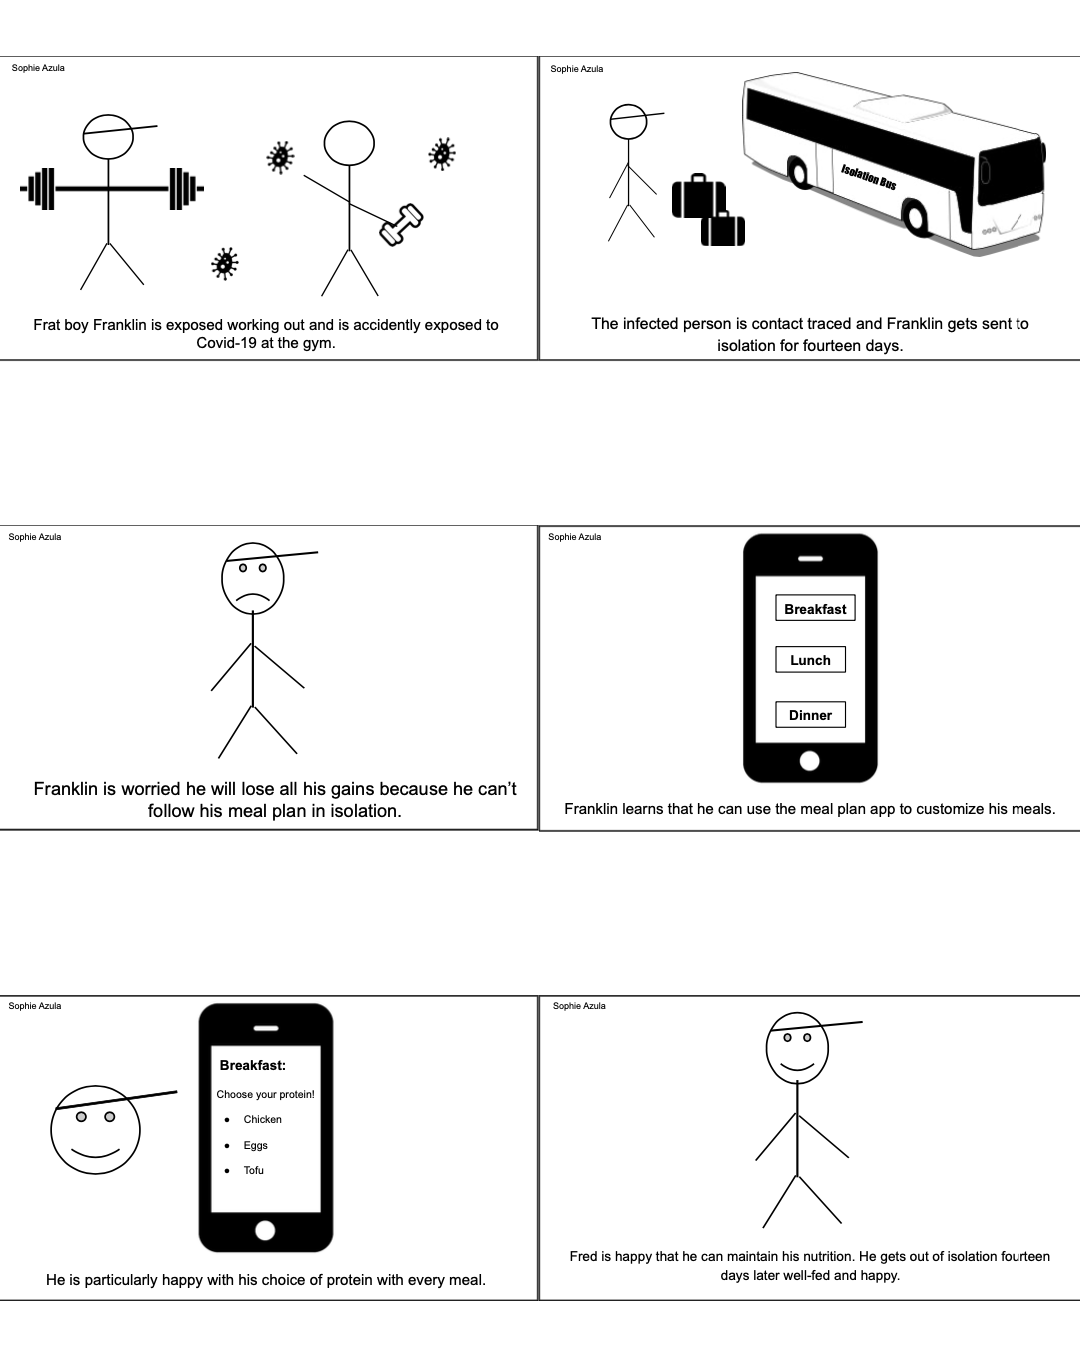 Sophie Azula
Frat boy Franklin is exposed working out and is accidently exposed to
Covid-19 at the gym.
Sophie Azula
Isolation Bus
The infected person is contact traced and Franklin gets sent to
isolation for fourteen days.
Sophie Azula
Franklin is worried he will lose all his gains because he can't
follow his meal plan in isolation.
Sophie Azula
Breakfast
Lunch
Dinner
Franklin learns that he can use the meal plan app to customize his meals.
Sophie Azula
Breakfast:
Choose your protein!
• Chicken
• Eggs
• Tofu
He is particularly happy with his choice of protein with every meal.
Sophie Azula
Fred is happy that he can maintain his nutrition. He gets out of isolation fourteen
days later well-fed and happy.